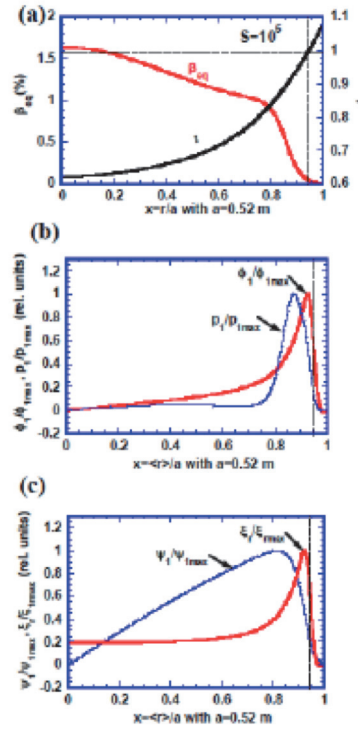 (a)
S=10⁵
β_eq
ι
β_eq(%)
2
1.5
1
0.5
0
1.1
1
0.9
0.8
0.7
0.6
0 0.2 0.4 0.6 0.8 1
x=r/a with a=0.52 m
(b)
ϕ₁/ϕ₁max
p₁/p₁max
ϕ₁/ϕ₁max, p₁/p₁max (rel. units)
1.2
1
0.8
0.6
0.4
0.2
0
-0.2
0 0.2 0.4 0.6 0.8 1
x=<r>/a with a=0.52 m
(c)
ξ_r/ξ_rmax
ψ₁/ψ₁max
ψ₁/ψ₁max, ξ_r/ξ_rmax (rel. units)
1.2
1
0.8
0.6
0.4
0.2
0
-0.2
0 0.2 0.4 0.6 0.8 1
x=<r>/a with a=0.52 m